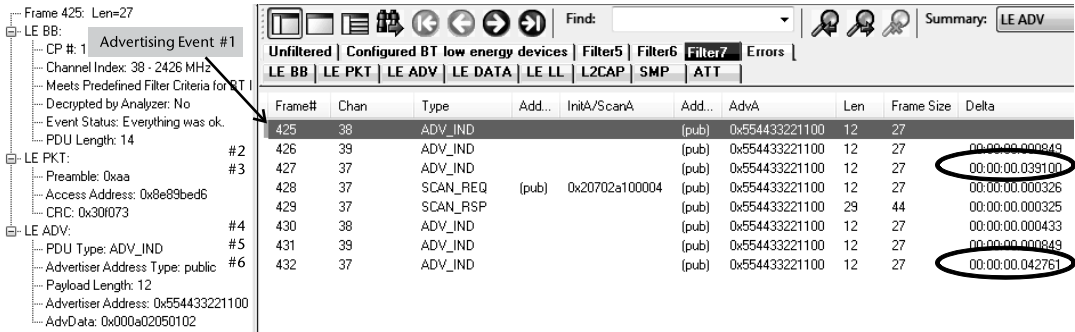 Frame 425: Len=27
LE BB:
CP #: 1
Advertising Event #1
Channel Index: 38 - 2426 MHz
Meets Predefined Filter Criteria for BT l
Decrypted by Analyzer: No
Event Status: Everything was ok.
PDU Length: 14
LE PKT:
Preamble: 0xaa
Access Address: 0x8e89bed6
CRC: 0x30f073
LE ADV:
PDU Type: ADV_IND
Advertiser Address Type: public
Payload Length: 12
Advertiser Address: 0x554433221100
AdvData: 0x000a02050102
#2
#3
#4
#5
#6
Find:
Summary: LE ADV
Unfiltered Configured BT low energy devices Filter5 Filter6 Filter7 Errors
LE BB LE PKT LE ADV LE DATA LE LL L2CAP SMP ATT
Frame# Chan Type Add... InitA/ScanA Add... AdvA Len Frame Size Delta
425 38 ADV_IND (pub) 0x554433221100 12 27
426 39 ADV_IND (pub) 0x554433221100 12 27 00:00:00.000849
427 37 ADV_IND (pub) 0x554433221100 12 27 00:00:00.039100
428 37 SCAN_REQ (pub) 0x20702a100004 (pub) 0x554433221100 12 27 00:00:00.000326
429 37 SCAN_RSP (pub) 0x554433221100 29 44 00:00:00.000325
430 38 ADV_IND (pub) 0x554433221100 12 27 00:00:00.000433
431 39 ADV_IND (pub) 0x554433221100 12 27 00:00:00.000849
432 37 ADV_IND (pub) 0x554433221100 12 27 00:00:00.042761